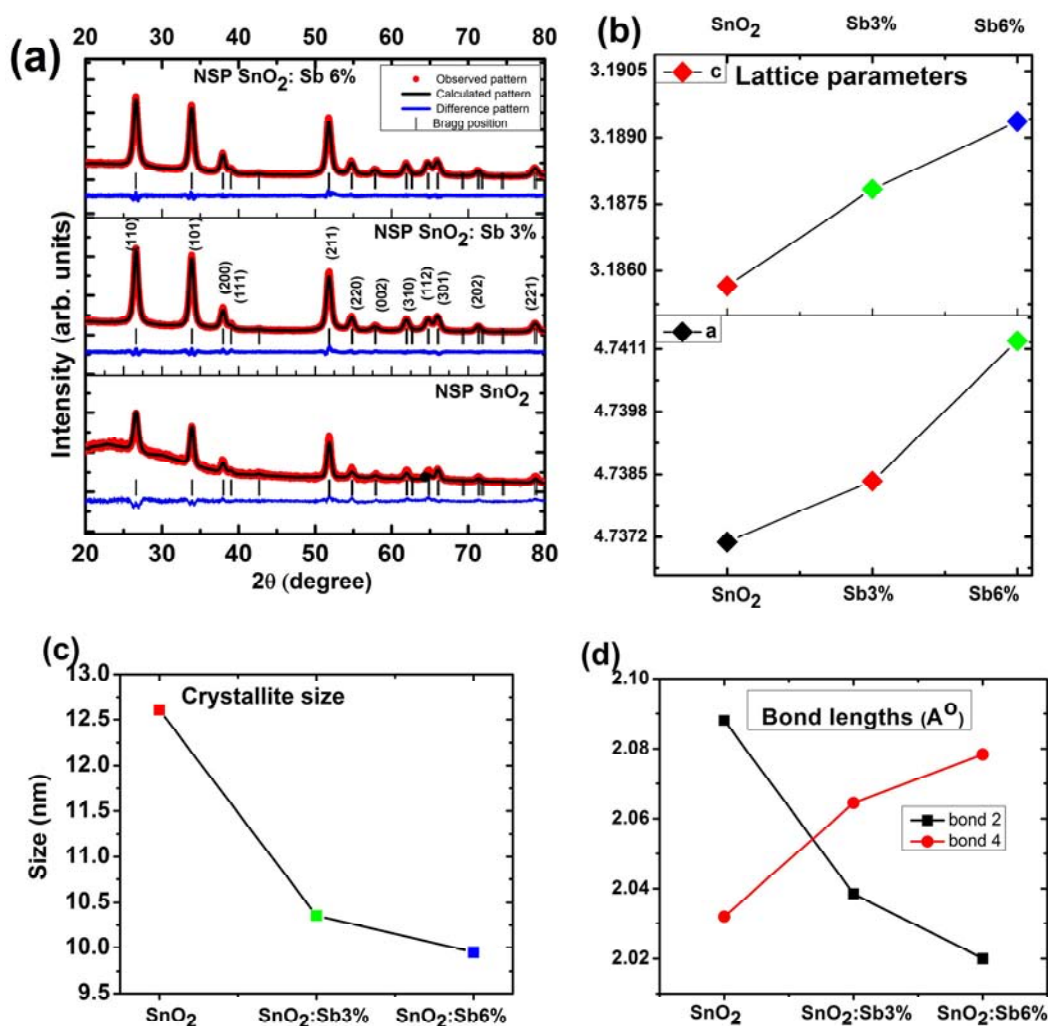 (a)
20 30 40 50 60 70 80
NSP SnO2: Sb 6%
Observed pattern
Calculated pattern
Difference pattern
Bragg position
NSP SnO2: Sb 3%
(110)
(101)
(200)
(111)
(211)
(220)
(002)
(310)
(112)
(301)
(202)
(221)
NSP SnO2
Intensity (arb. units)
20 30 40 50 60 70 80
2θ (degree)
(b)
SnO2 Sb3% Sb6%
c
Lattice parameters
3.1905
3.1890
3.1875
3.1860
a
4.7411
4.7398
4.7385
4.7372
SnO2 Sb3% Sb6%
(c)
Crystallite size
13.0
12.5
12.0
11.5
11.0
10.5
10.0
9.5
Size (nm)
SnO2 SnO2:Sb3% SnO2:Sb6%
(d)
Bond lengths (A°)
2.10
2.08
2.06
2.04
2.02
bond 2
bond 4
SnO2 SnO2:Sb3% SnO2:Sb6%